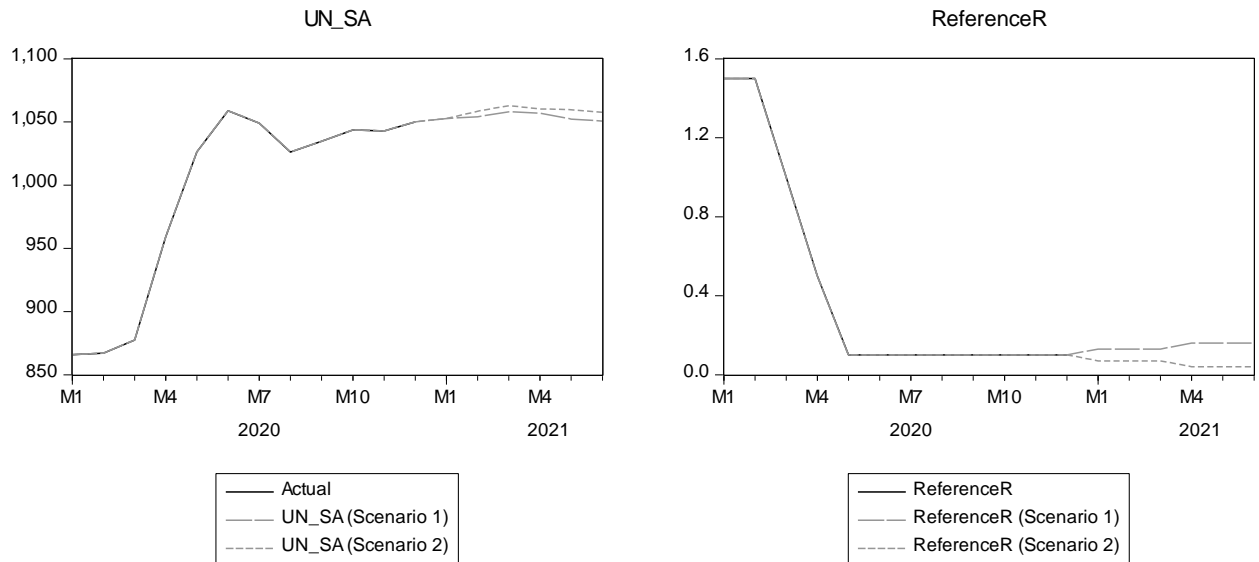 UN_SA
1,100
1,050
1,000
950
900
850
M1 M4 M7 M10 M1 M4
2020 2021
Actual
UN_SA (Scenario 1)
UN_SA (Scenario 2)
ReferenceR
1.6
1.2
0.8
0.4
0.0
M1 M4 M7 M10 M1 M4
2020 2021
ReferenceR
ReferenceR (Scenario 1)
ReferenceR (Scenario 2)